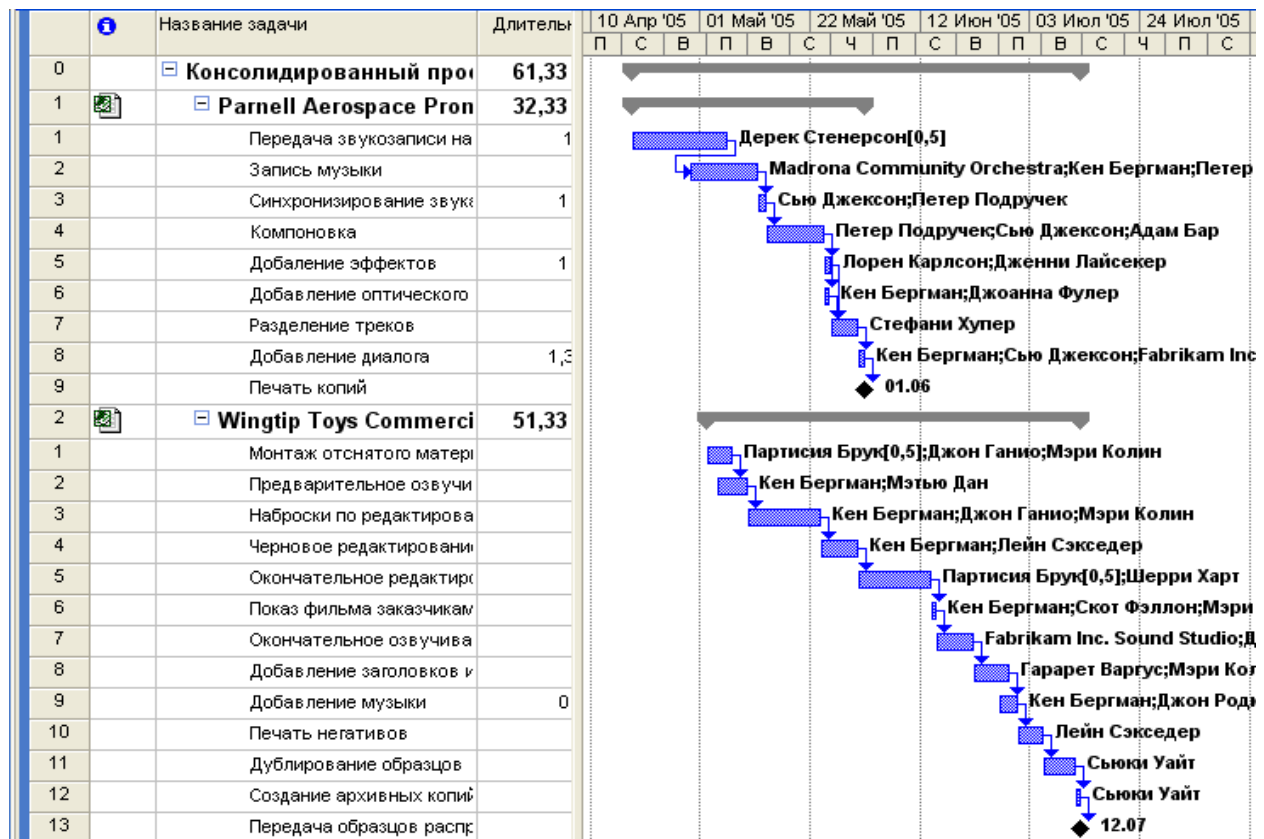 Название задачи Длительн 10 Апр '05 01 Май '05 22 Май '05 12 Июн '05 03 Июл '05 24 Июл '05
П С В П В С Ч П С В П В С Ч П С
0 Консолидированный про 61,33
1 Parnell Aerospace Pron 32,33
1 Передача звукозаписи на 1 Дерек Стенерсон[0,5]
2 Запись музыки Madrona Community Orchestra;Кен Бергман;Петер
3 Синхронизирование звука 1 Сью Джексон;Петер Подручек
4 Компоновка Петер Подручек;Сью Джексон;Адам Бар
5 Добаление эффектов 1 Лорен Карлсон;Дженни Лайсекер
6 Добавление оптического Кен Бергман;Джоанна Фулер
7 Разделение треков Стефани Хупер
8 Добавление диалога 1,3 Кен Бергман;Сью Джексон;Fabrikam Inc
9 Печать копий 01.06
2 Wingtip Toys Commerci 51,33
1 Монтаж отснятого матери Партисия Брук[0,5];Джон Ганио;Мэри Колин
2 Предварительное озвучи Кен Бергман;Мэтью Дан
3 Наброски по редактирова Кен Бергман;Джон Ганио;Мэри Колин
4 Черновое редактировани Кен Бергман;Лейн Сэкседер
5 Окончательное редактиро Партисия Брук[0,5];Шерри Харт
6 Показ фильма заказчикам Кен Бергман;Скот Фэллон;Мэри
7 Окончательное озвучива Fabrikam Inc. Sound Studio;Д
8 Добавление заголовков и Гарарет Варгус;Мэри Кол
9 Добавление музыки 0 Кен Бергман;Джон Родж
10 Печать негативов Лейн Сэкседер
11 Дублирование образцов Сьюки Уайт
12 Создание архивных копий Сьюки Уайт
13 Передача образцов распр 12.07